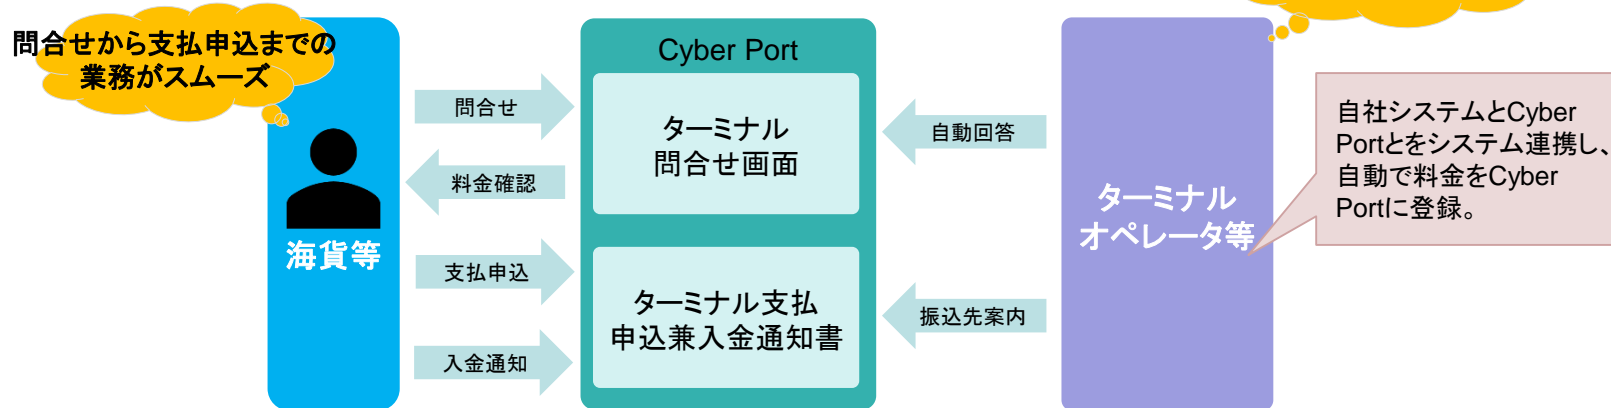 問合せから支払申込までの
業務がスムーズ
海貨等
問合せ
料金確認
支払申込
入金通知
Cyber Port
ターミナル
問合せ画面
ターミナル支払
申込兼入金通知書
自動回答
振込先案内
ターミナル
オペレータ等
自社システムとCyber
Portとをシステム連携し、
自動で料金をCyber
Portに登録。